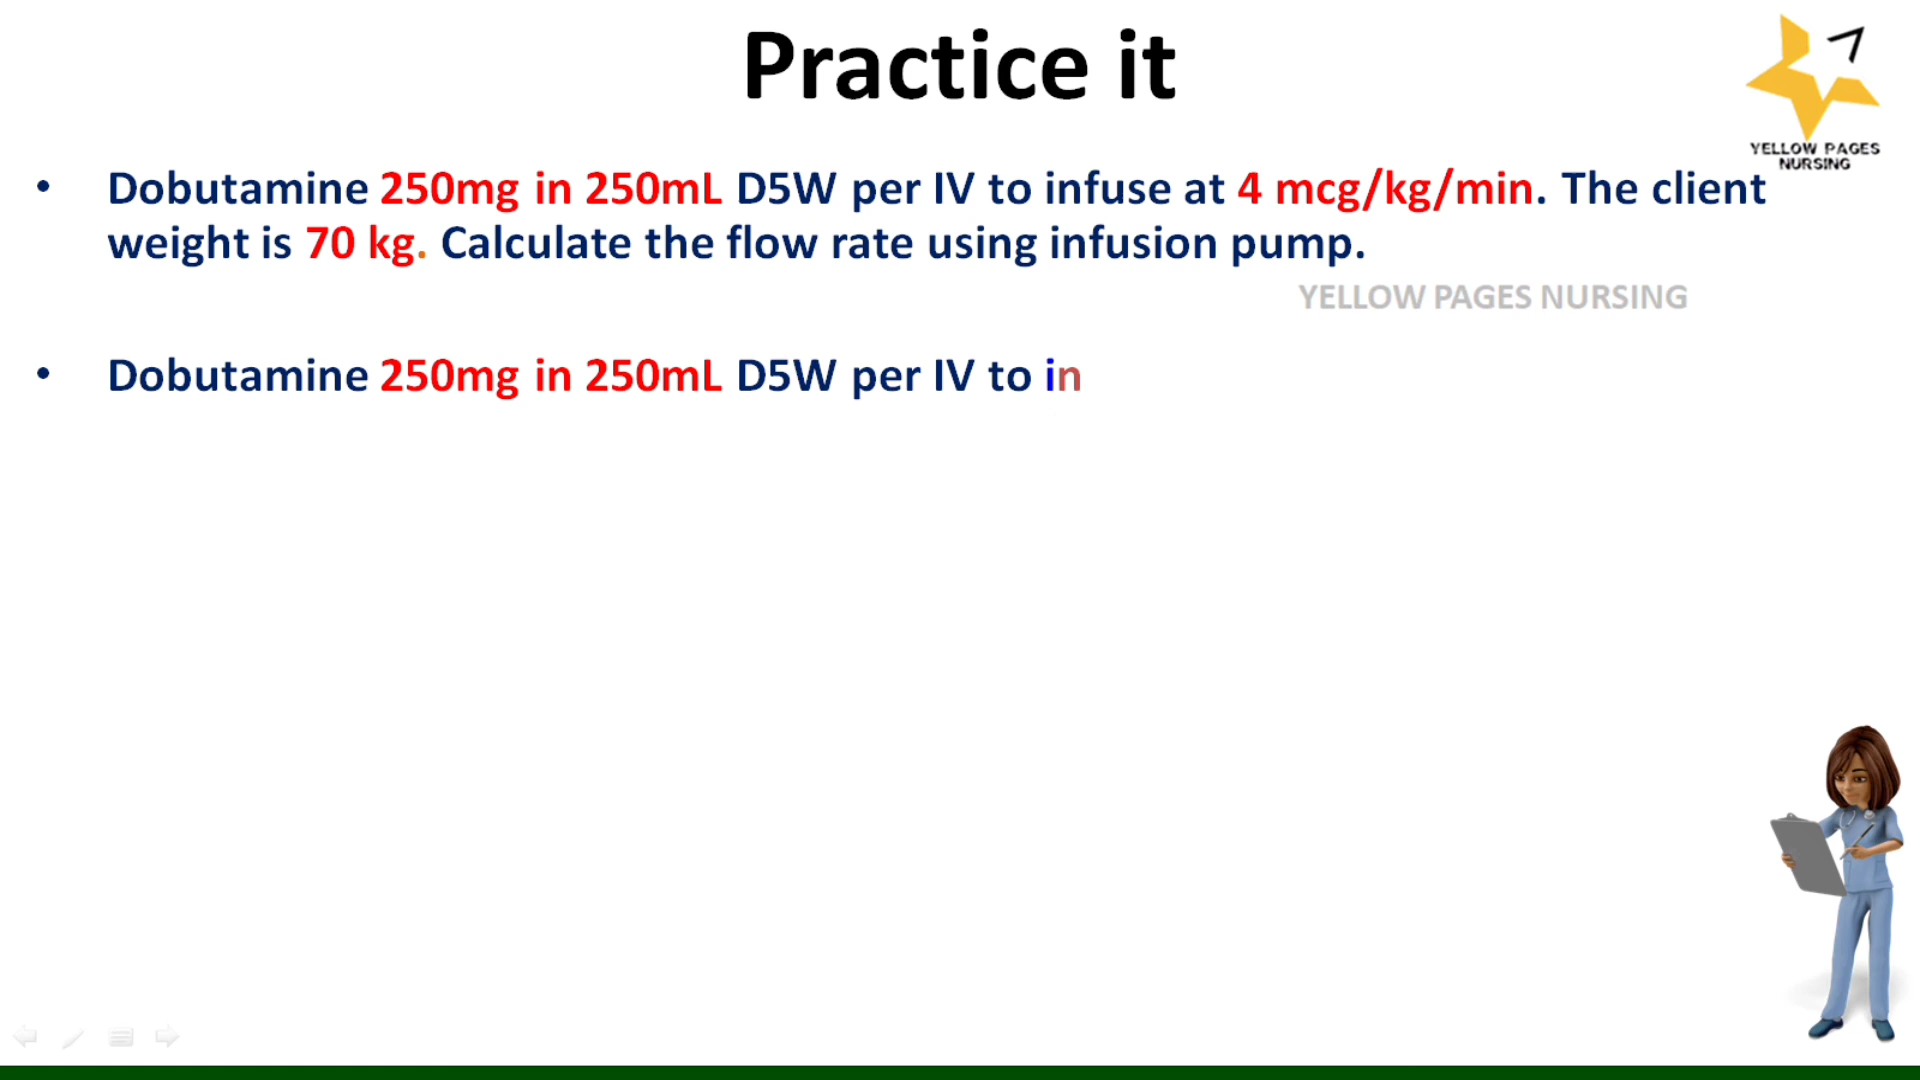 Practice it
YELLOW PAGES
NURSING
• Dobutamine 250mg in 250mL D5W per IV to infuse at 4 mcg/kg/min. The client
weight is 70 kg. Calculate the flow rate using infusion pump.
YELLOW PAGES NURSING
• Dobutamine 250mg in 250mL D5W per IV to in